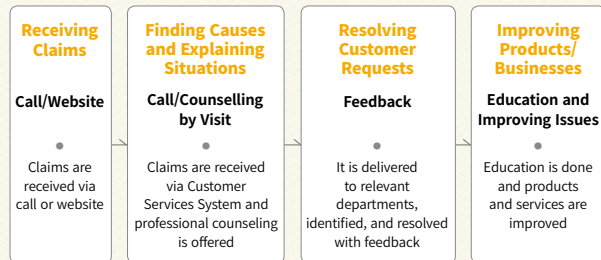 Receiving
Claims
Call/Website
Claims are
received via
call or website
Finding Causes
and Explaining
Situations
Call/Counselling
by Visit
Claims are received
via Customer
Services System and
professional counseling
is offered
Resolving
Customer
Requests
Feedback
It is delivered
to relevant
departments,
identified, and resolved
with feedback
Improving
Products/
Businesses
Education and
Improving Issues
Education is done
and products
and services are
improved